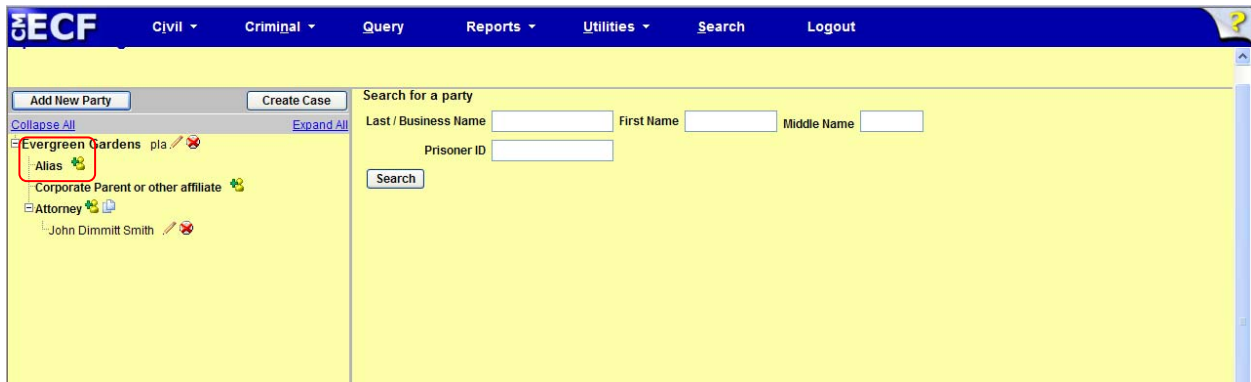 CM ECF Civil Criminal Query Reports Utilities Search Logout ?
Add New Party Create Case
Collapse All Expand All
Evergreen Gardens pla
Alias
Corporate Parent or other affiliate
Attorney
John Dimmitt Smith
Search for a party
Last / Business Name First Name Middle Name
Prisoner ID
Search